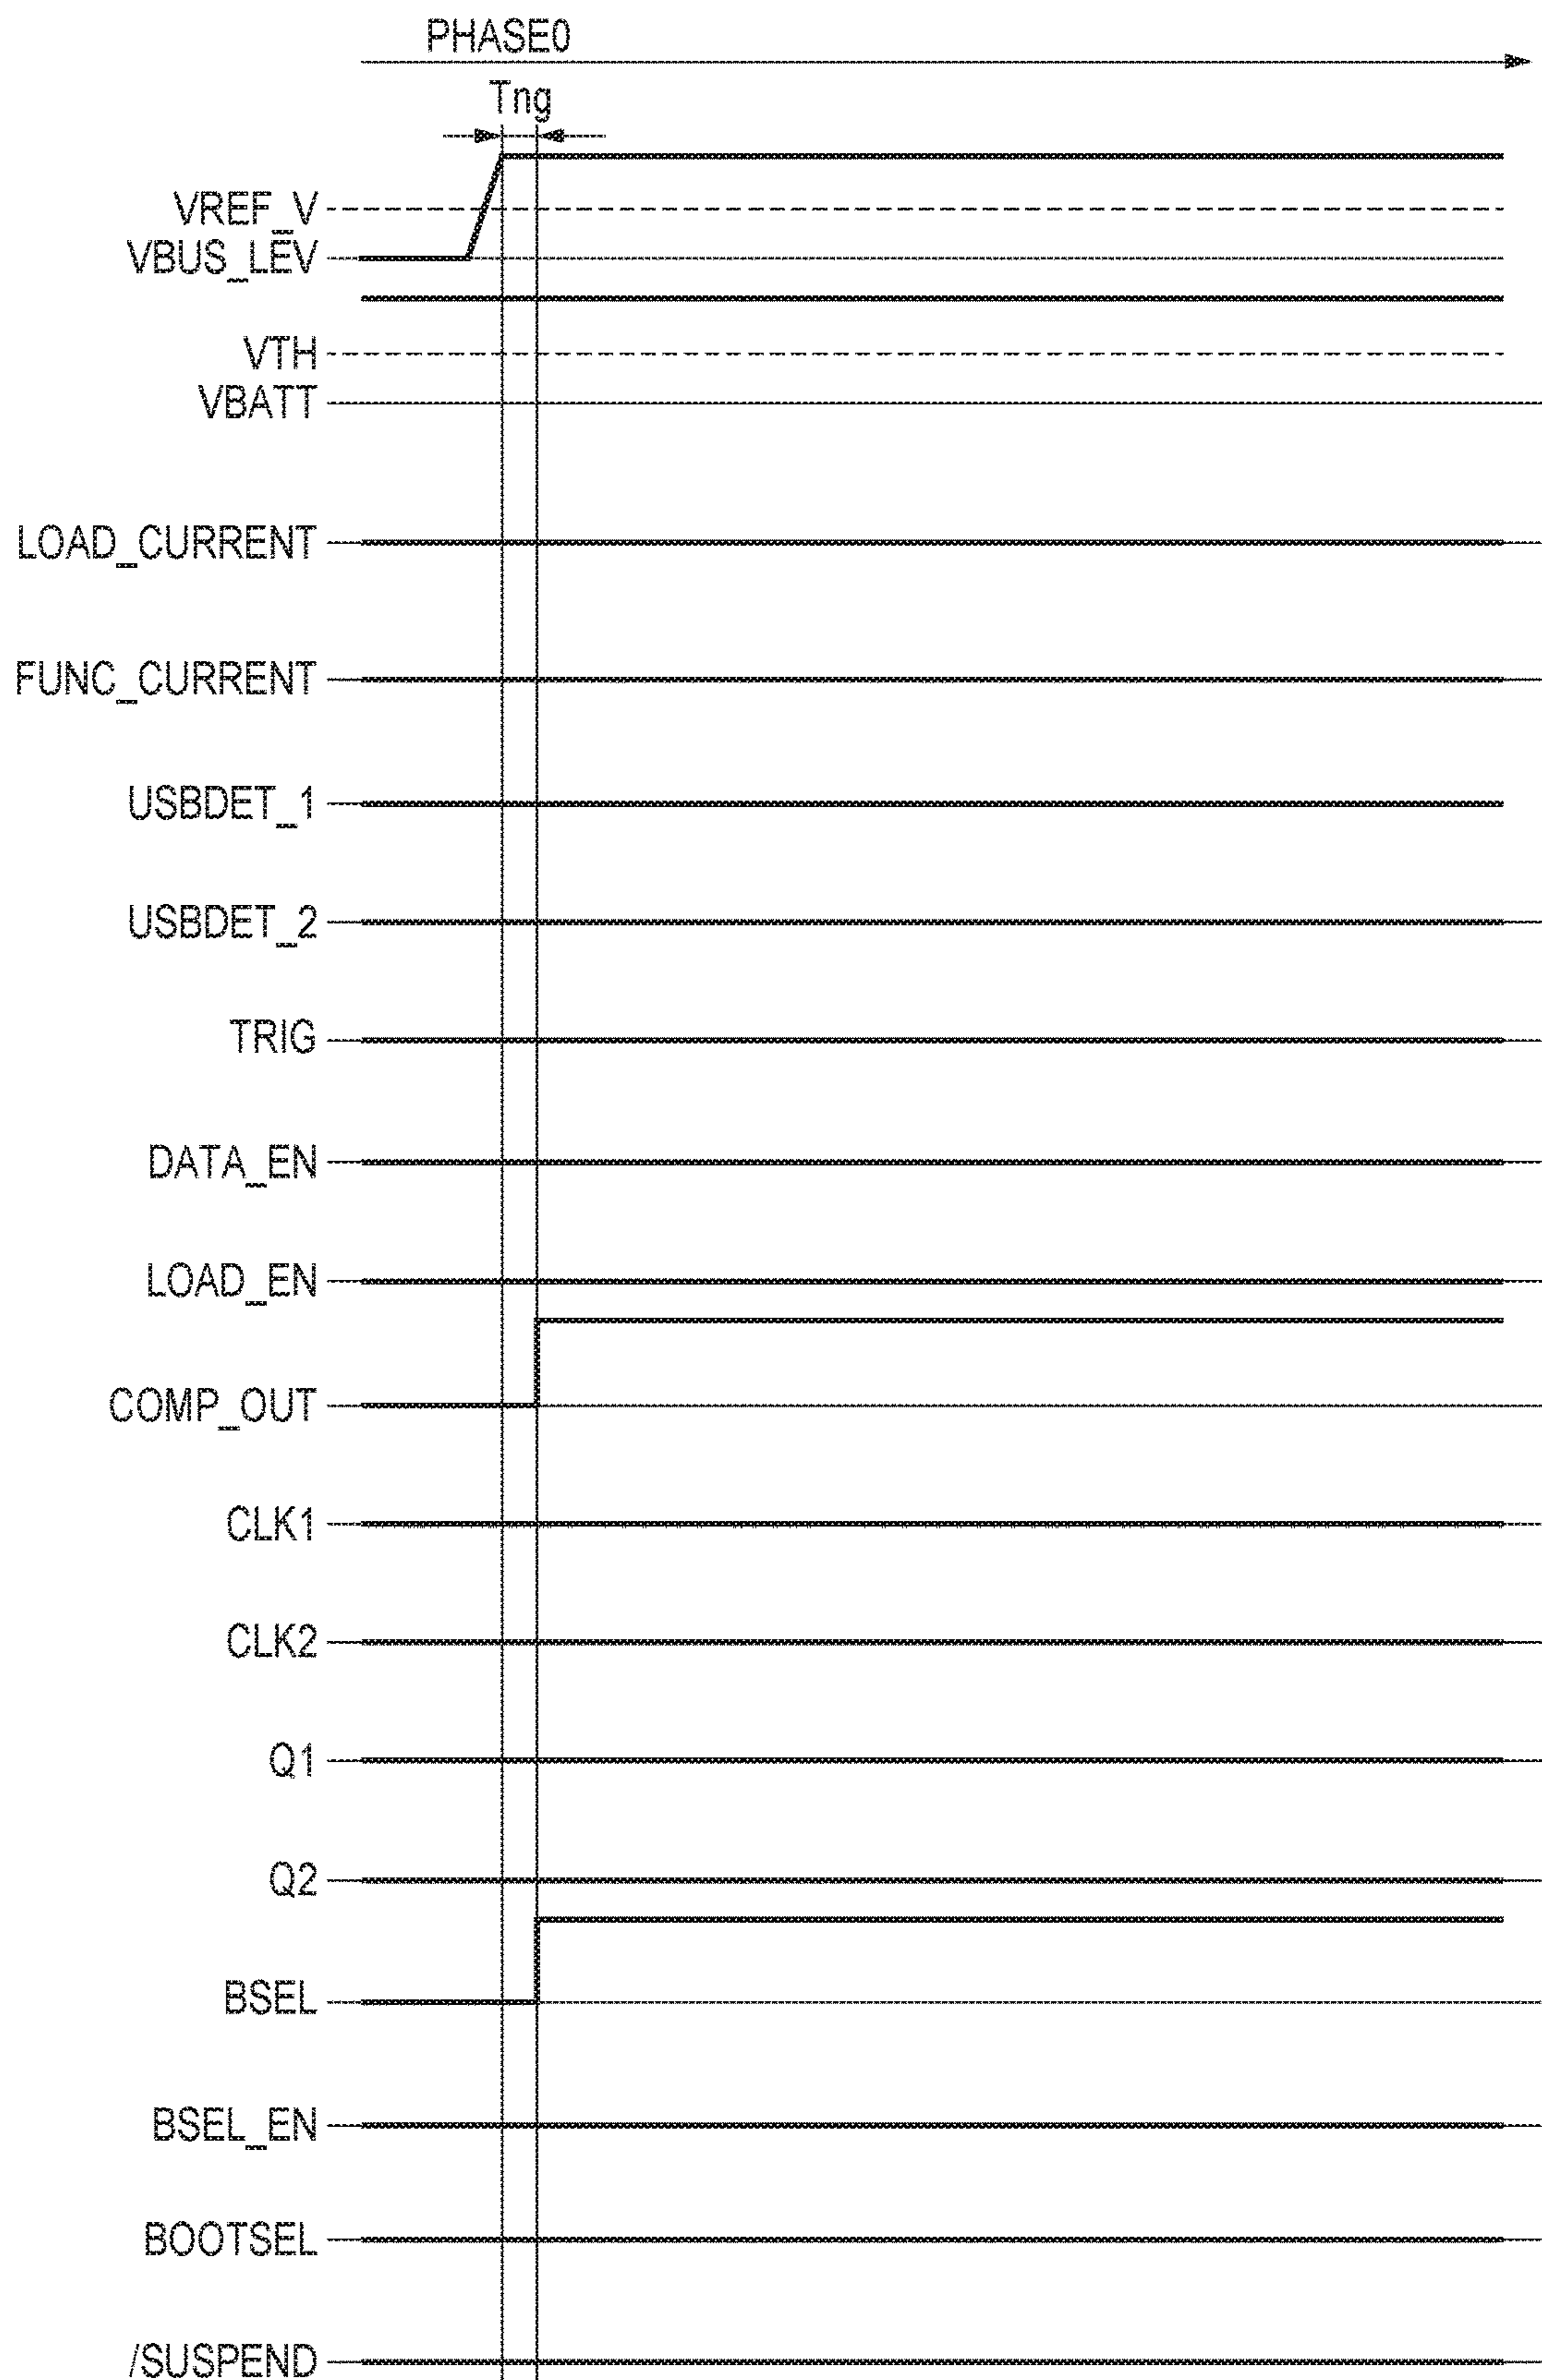 PHASE0
Tng
VREF_V
VBUS_LEV
VTH
VBATT
LOAD_CURRENT
FUNC_CURRENT
USBDET_1
USBDET_2
TRIG
DATA_EN
LOAD_EN
COMP_OUT
CLK1
CLK2
Q1
Q2
BSEL
BSEL_EN
BOOTSEL
/SUSPEND